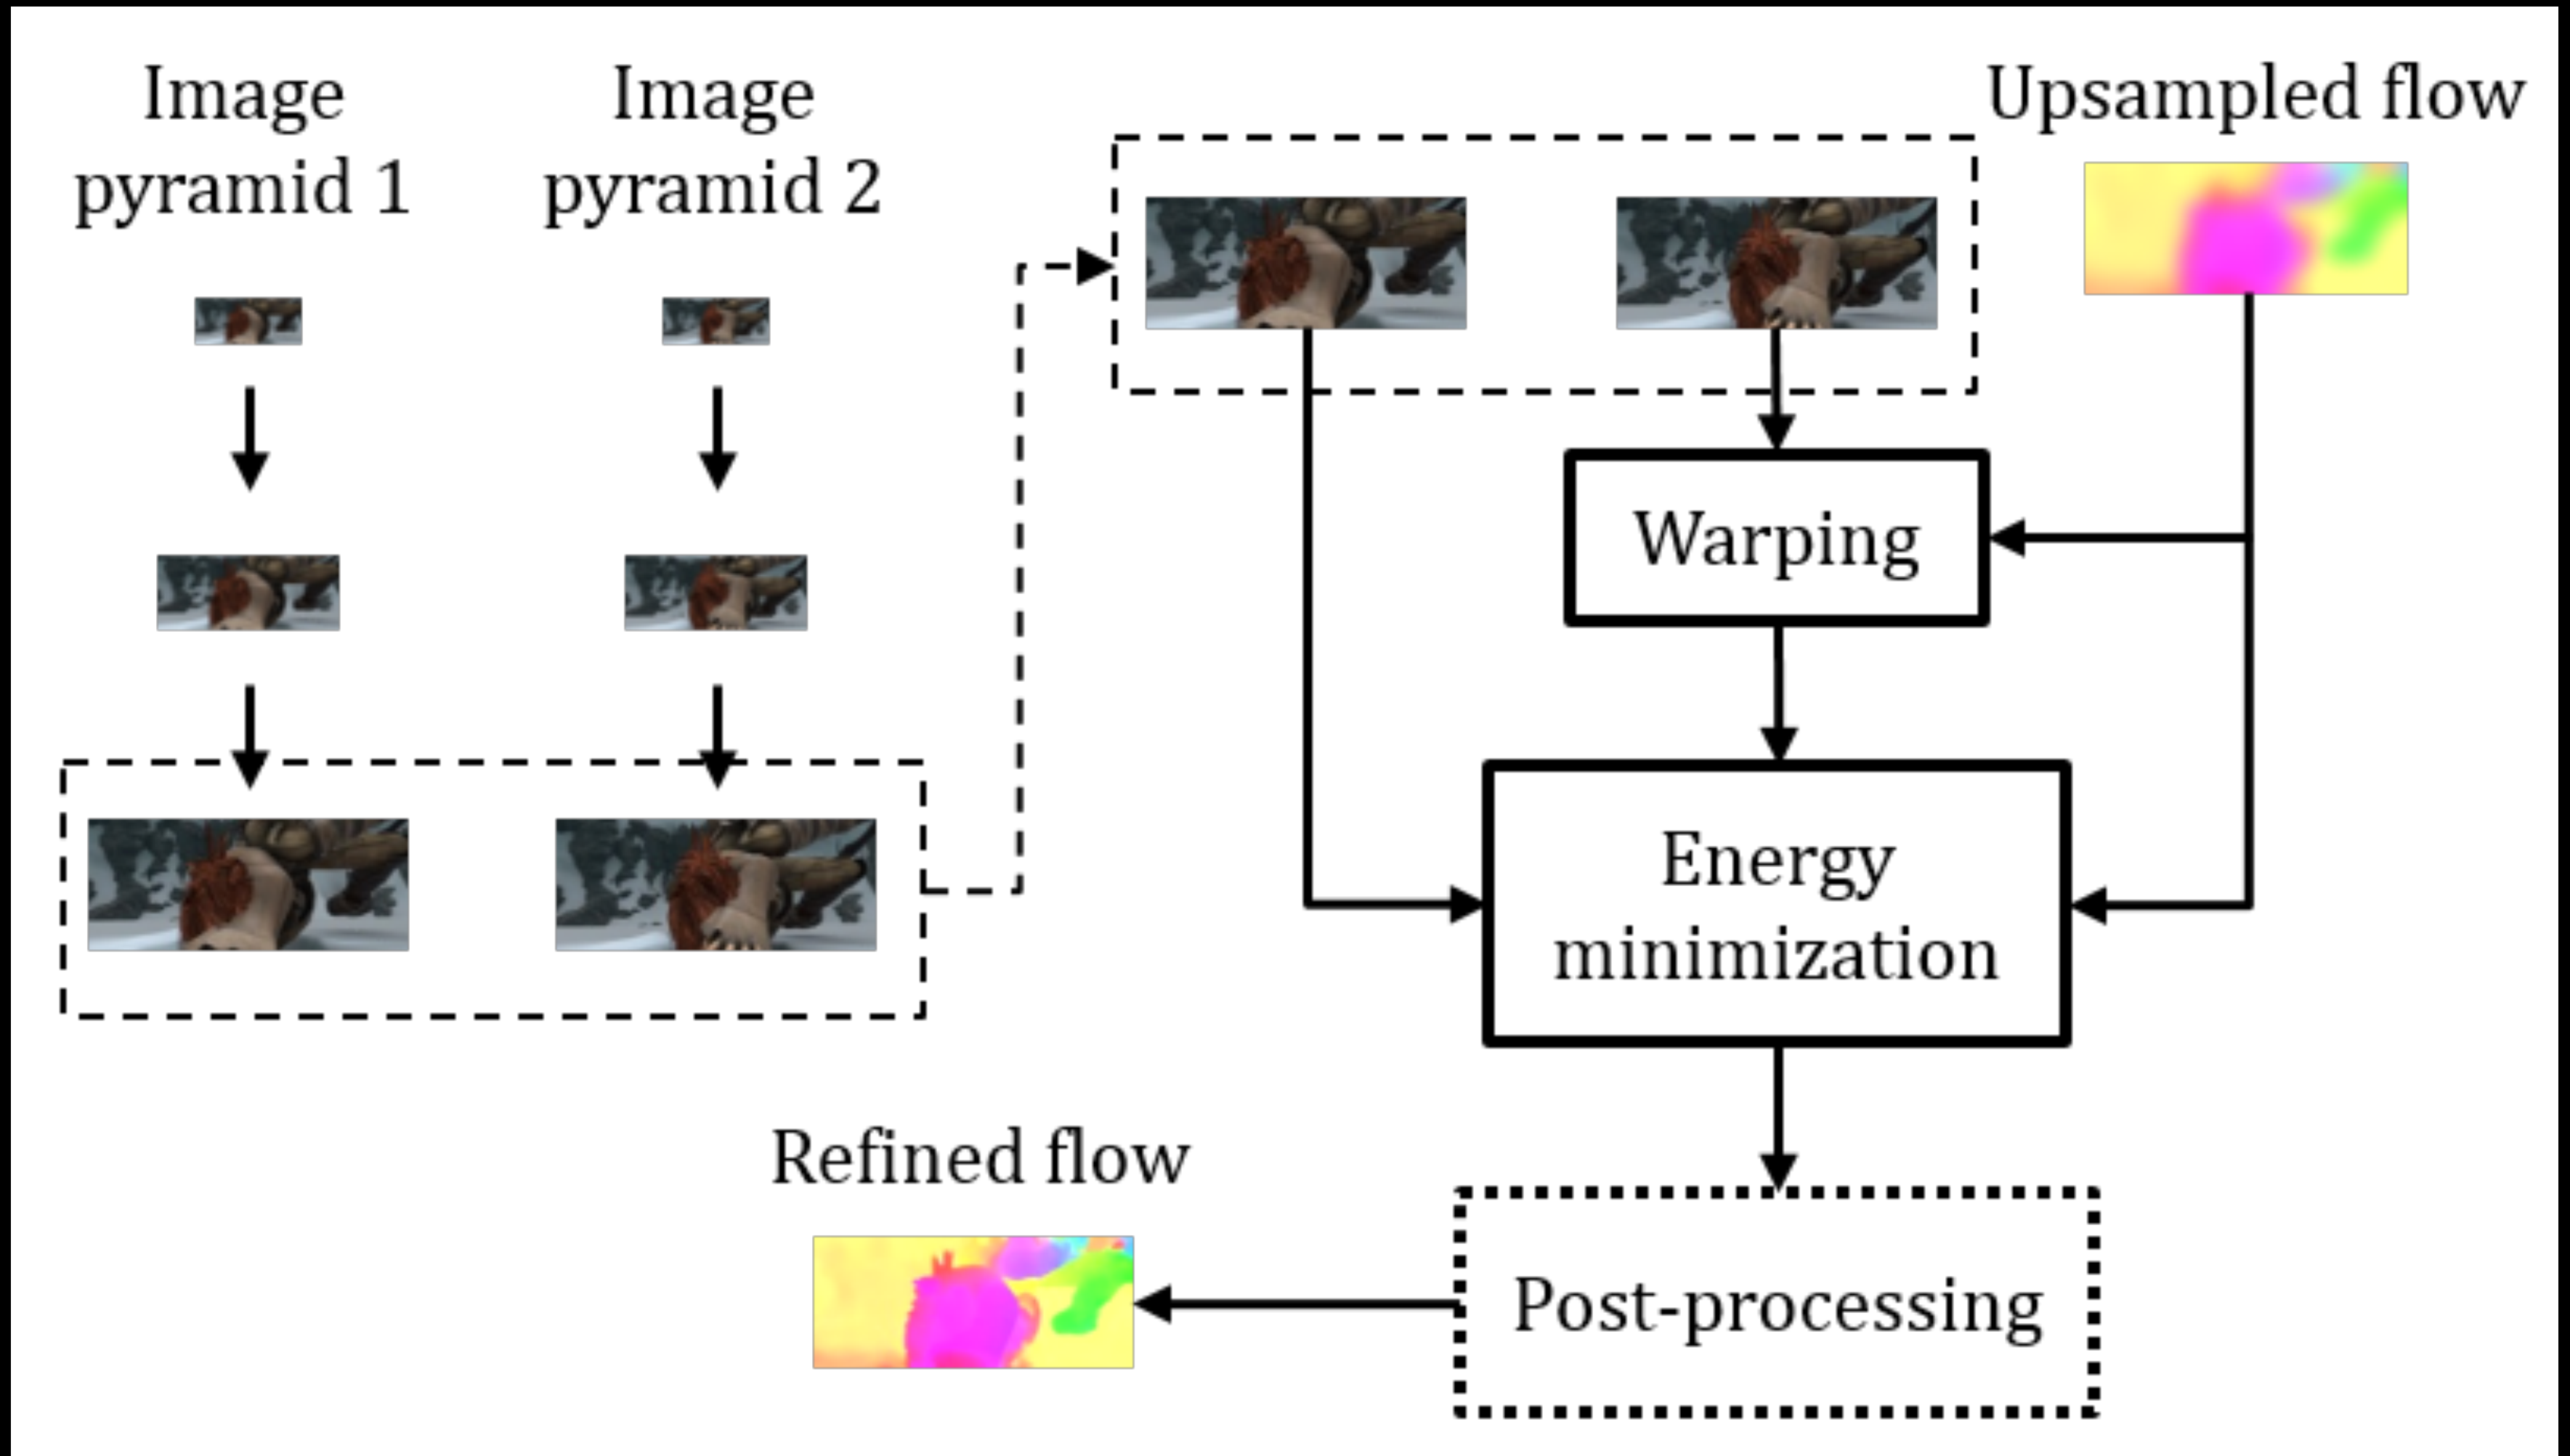 Image
pyramid 1
Image
pyramid 2
Upsampled flow
Warping
Energy
minimization
Refined flow
Post-processing